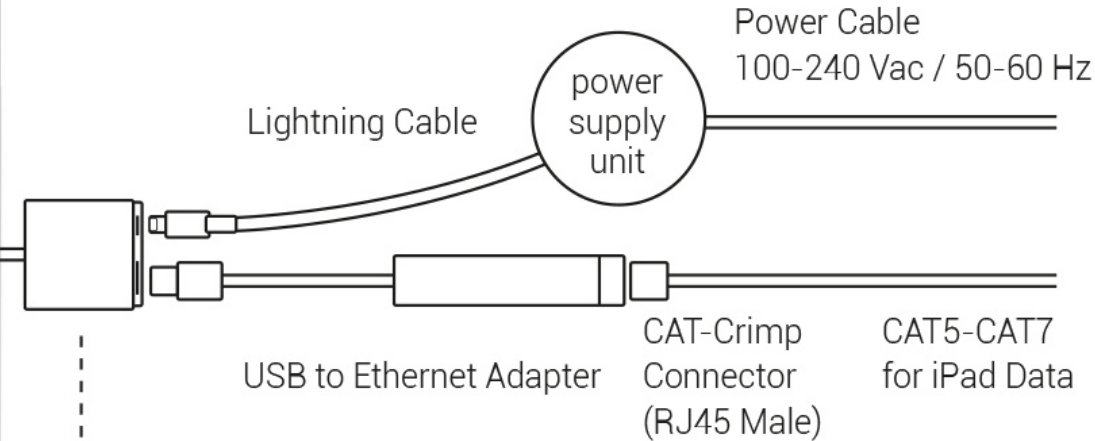 Power Cable
100-240 Vac / 50-60 Hz
power
supply
unit
Lightning Cable
USB to Ethernet Adapter
CAT-Crimp
Connector
(RJ45 Male)
CAT5-CAT7
for iPad Data